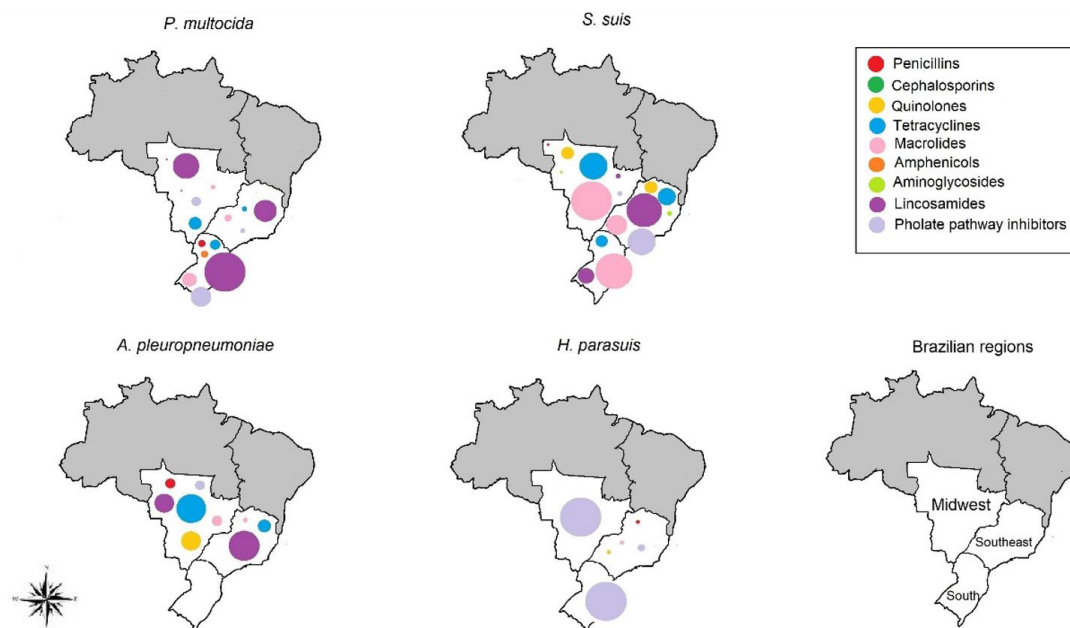 P. multocida
S. suis
Penicillins
Cephalosporins
Quinolones
Tetracyclines
Macrolides
Amphenicols
Aminoglycosides
Lincosamides
Pholate pathway inhibitors
A. pleuropneumoniae
H. parasuis
Brazilian regions
Midwest
Southeast
South
N
W
E
S